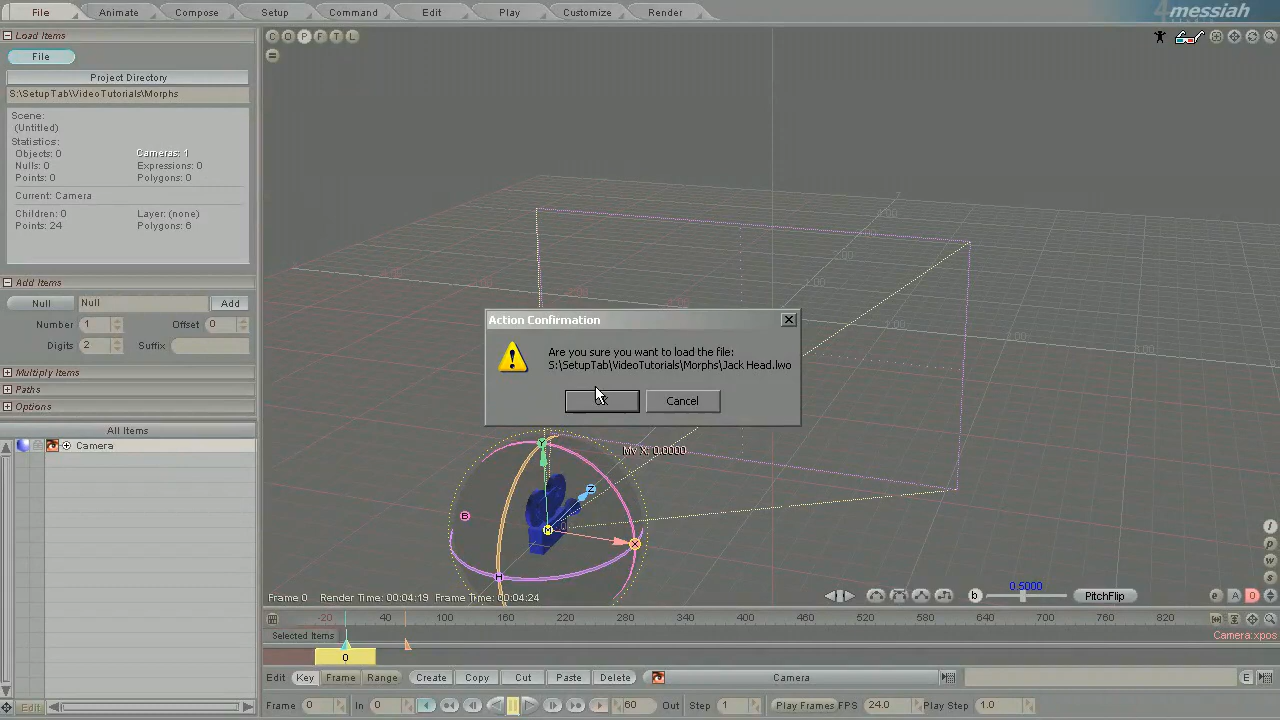 File Animate Compose Setup Command Edit Play Customize Render
4messiah
Load Items
File
Project Directory
S:\SetupTab\VideoTutorials\Morphs
Scene:
(Untitled)
Statistics:
Objects: 0 Cameras: 1
Nulls: 0 Expressions: 0
Points: 0 Polygons: 0
Current: Camera
Children: 0 Layer: (none)
Points: 24 Polygons: 6
Add Items
Null Null Add
Number 1 Offset 0
Digits 2 Suffix
Multiply Items
Paths
Options
All Items
Camera
Edit
C O P F T L
Action Confirmation
Are you sure you want to load the file:
S:\SetupTab\VideoTutorials\Morphs\Jack Head.lwo
Cancel
Mv X: 0.0000
Y
Z
B
M
X
H
Frame 0 Render Time: 00:04:19 Frame Time: 00:04:24
b 0.5000 PitchFlip
e A 0
-20 40 100 160 220 280 340 400 460 520 580 640 700 760 820
Selected Items
Camera:xpos
0
Edit Key Frame Range Create Copy Cut Paste Delete Camera E
Frame 0 In 0 60 Out Step 1 Play Frames FPS 24.0 Play Step 1.0